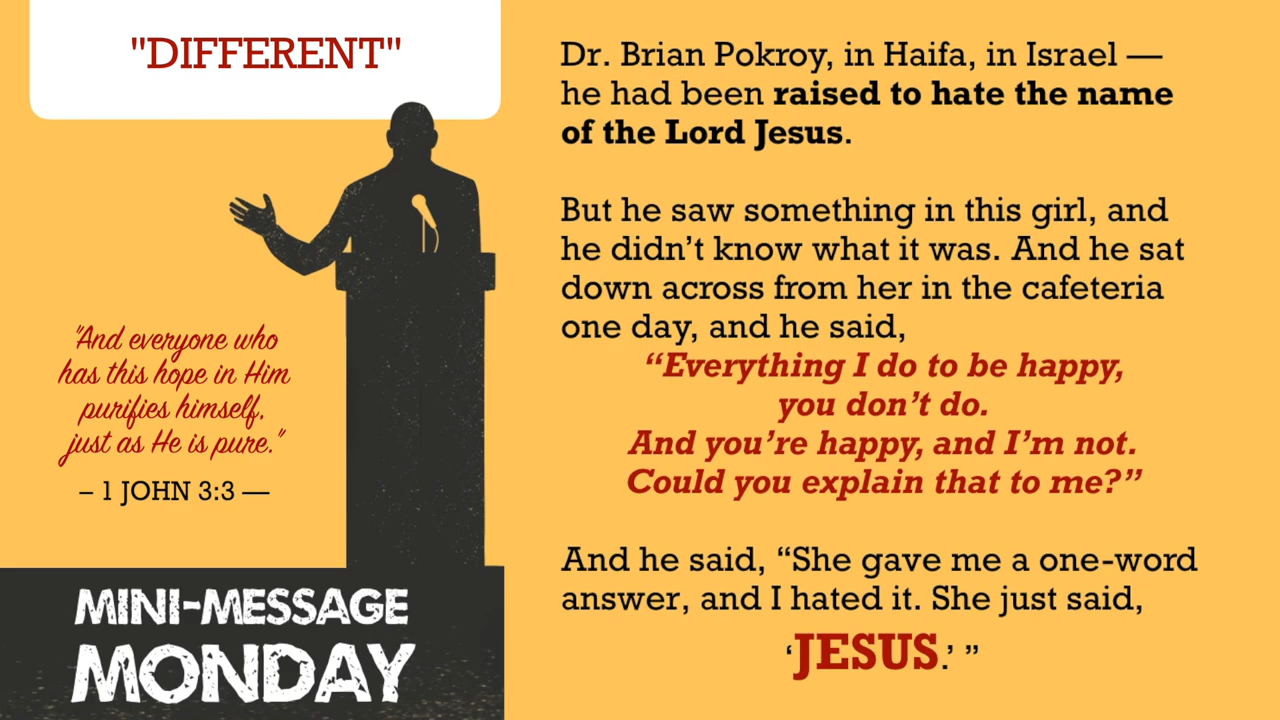 "DIFFERENT"
"And everyone who
has this hope in Him
purifies himself,
just as He is pure."
– 1 JOHN 3:3 —
MINI-MESSAGE
MONDAY
Dr. Brian Pokroy, in Haifa, in Israel —
he had been raised to hate the name
of the Lord Jesus.
But he saw something in this girl, and
he didn’t know what it was. And he sat
down across from her in the cafeteria
one day, and he said,
“Everything I do to be happy,
you don’t do.
And you’re happy, and I’m not.
Could you explain that to me?”
And he said, “She gave me a one-word
answer, and I hated it. She just said,
‘JESUS.’ ”